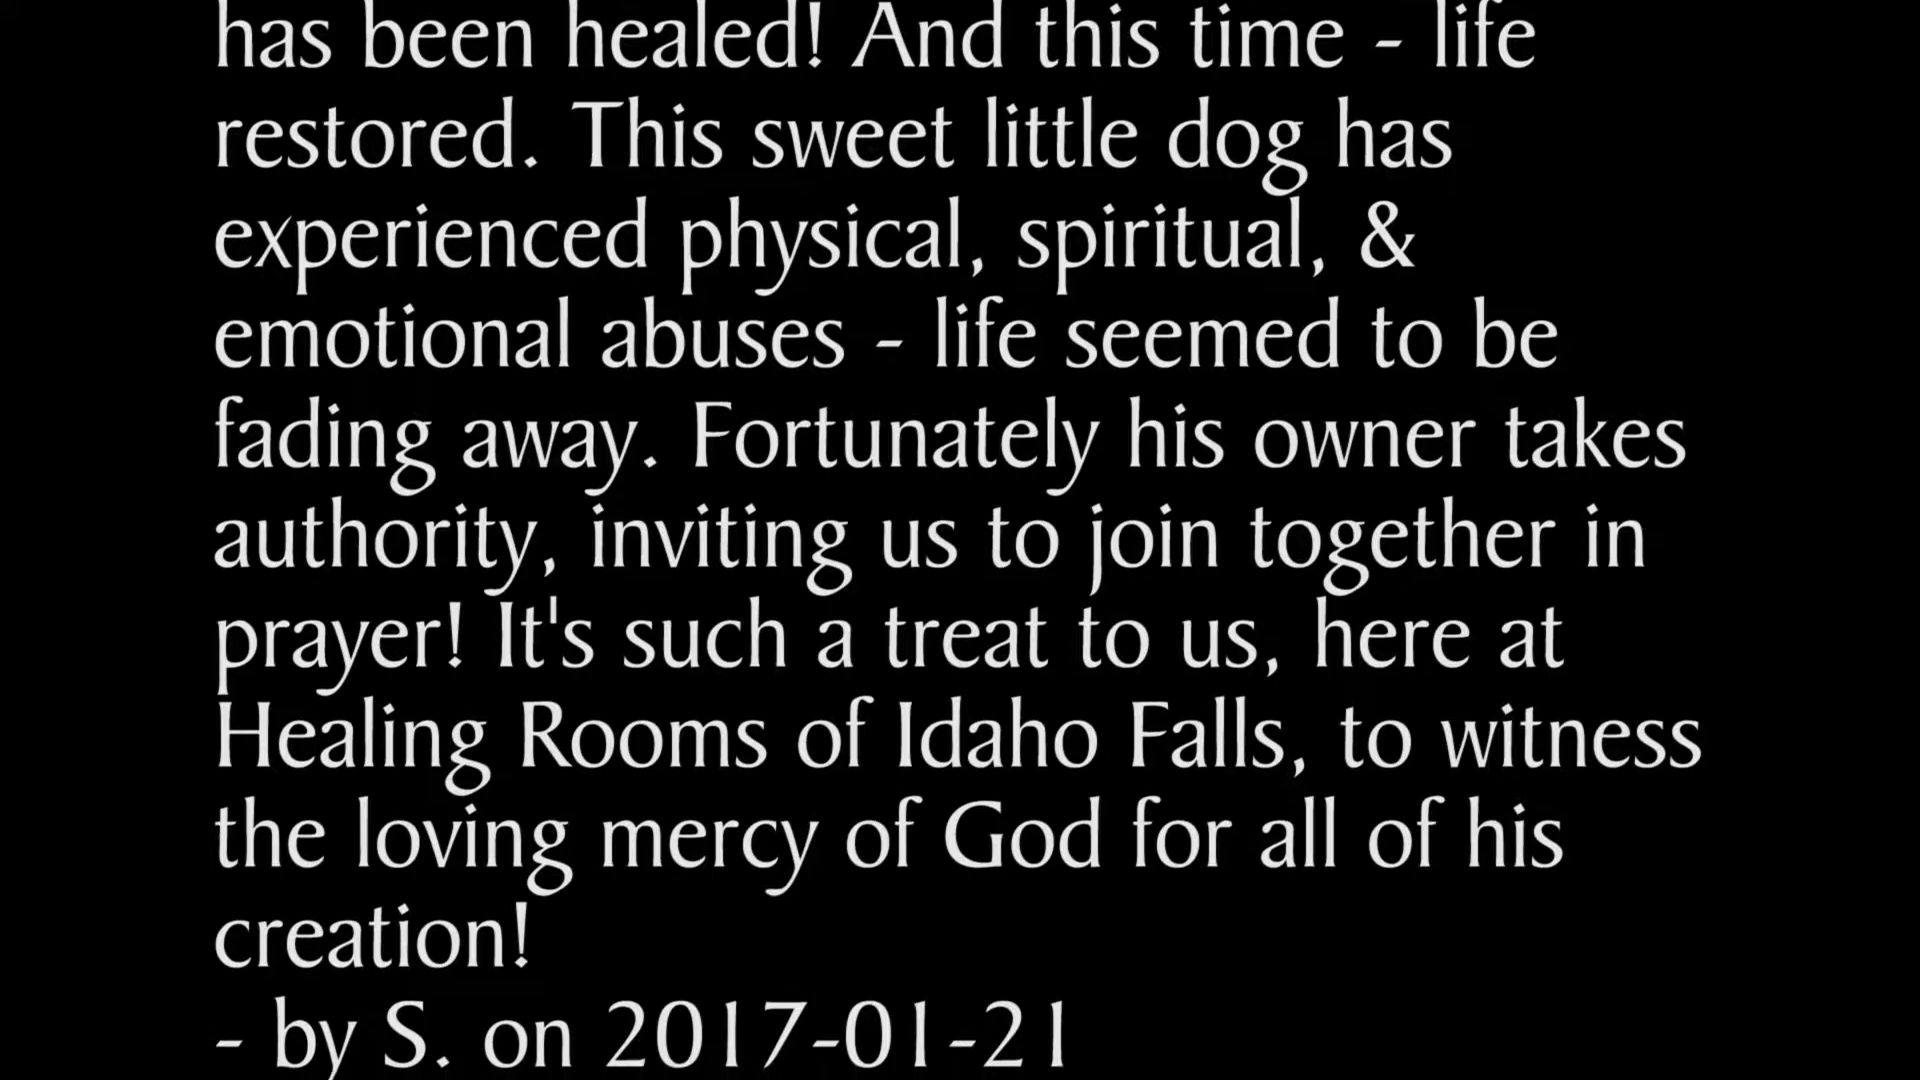 has been healed! And this time - life
restored. This sweet little dog has
experienced physical, spiritual, &
emotional abuses - life seemed to be
fading away. Fortunately his owner takes
authority, inviting us to join together in
prayer! It's such a treat to us, here at
Healing Rooms of Idaho Falls, to witness
the loving mercy of God for all of his
creation!
- by S. on 2017-01-21